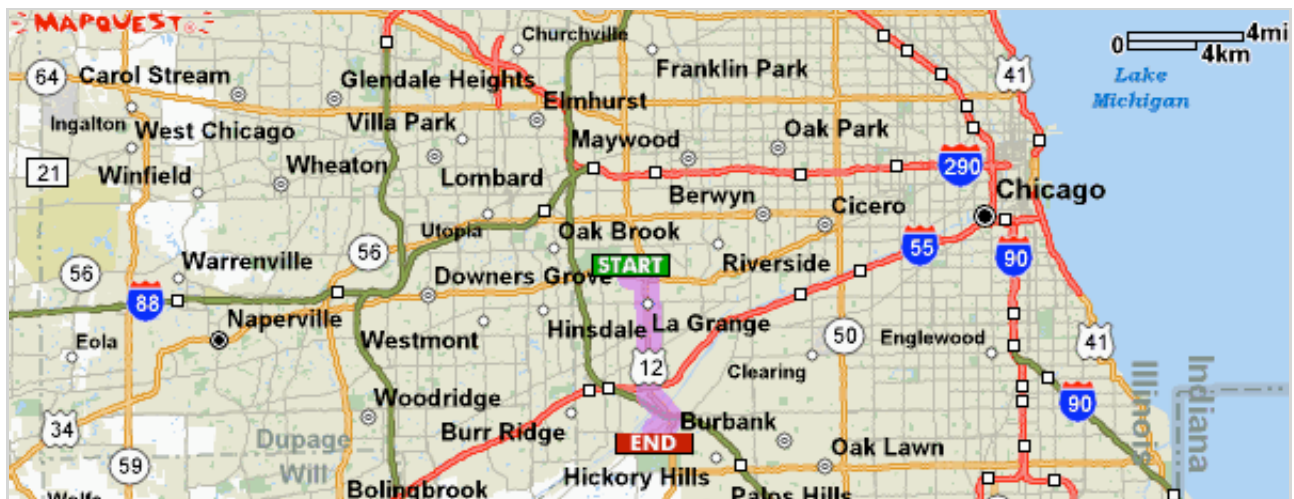 MAPQUEST
Churchville
0 4mi
4km
64
Carol Stream
Glendale Heights
Franklin Park
41
Lake
Michigan
Ingalton
West Chicago
Villa Park
Elmhurst
Maywood
Oak Park
21
Winfield
Wheaton
Lombard
290
Berwyn
Chicago
Utopia
Cicero
56
Oak Brook
55
90
56
Warrenville
Downers Grove
START
Riverside
88
Naperville
Westmont
Hinsdale
La Grange
50
Englewood
41
Eola
12
Clearing
Illinois
Indiana
34
Woodridge
Burbank
90
Dupage
Will
Burr Ridge
END
Oak Lawn
59
Hickory Hills
Bolingbrook
Palos Hills